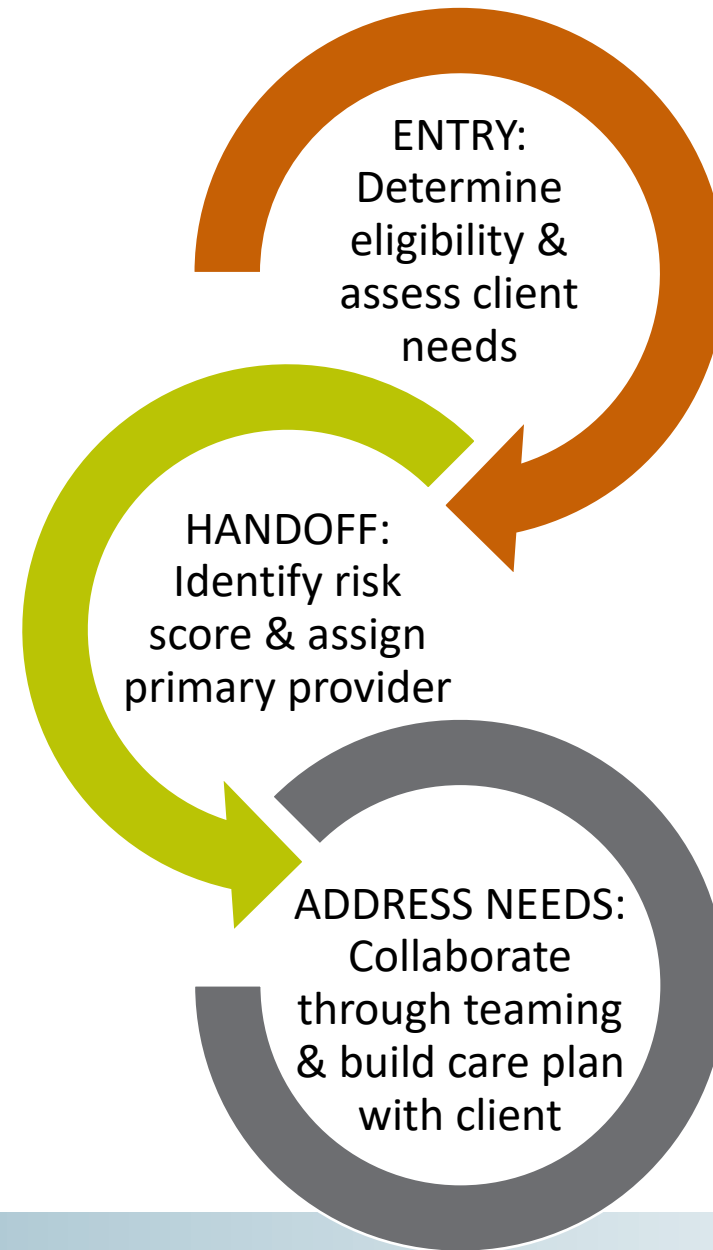 ENTRY:
Determine
eligibility &
assess client
needs
HANDOFF:
Identify risk
score & assign
primary provider
ADDRESS NEEDS:
Collaborate
through teaming
& build care plan
with client